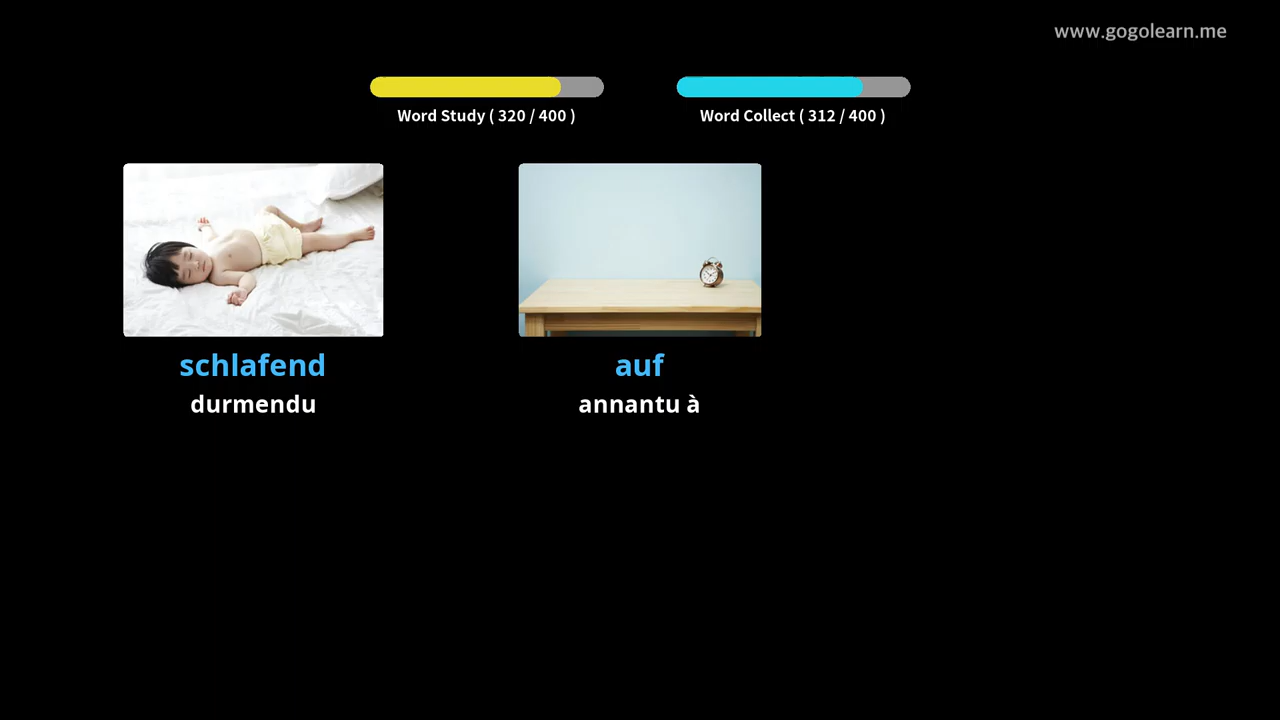 www.gogolearn.me
Word Study ( 320 / 400 )
Word Collect ( 312 / 400 )
schlafend
durmendu
auf
annantu à